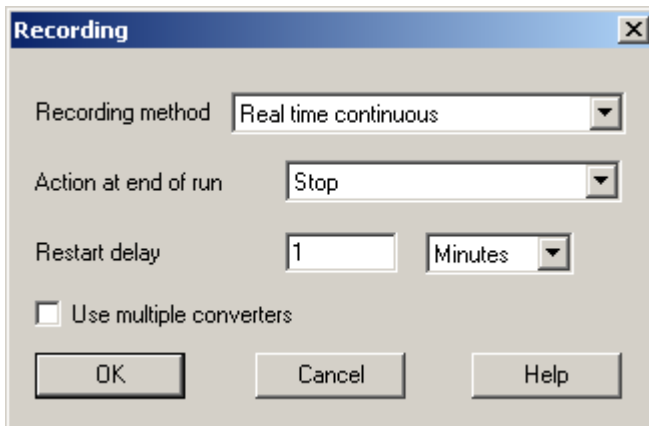 Recording
Recording method Real time continuous
Action at end of run Stop
Restart delay 1 Minutes
Use multiple converters
OK Cancel Help